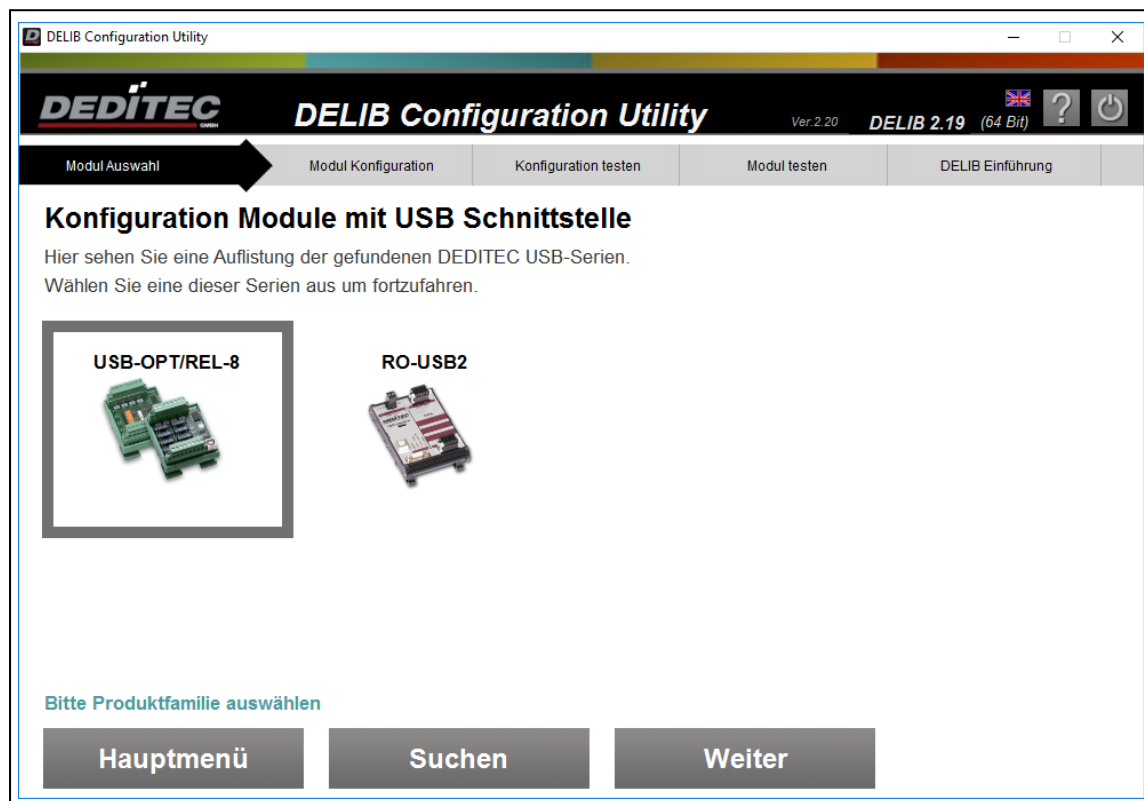 DELIB Configuration Utility
DEDITEC
GMBH
DELIB Configuration Utility
Ver.2.20
DELIB 2.19 (64 Bit)
?
Modul Auswahl
Modul Konfiguration
Konfiguration testen
Modul testen
DELIB Einführung
Konfiguration Module mit USB Schnittstelle
Hier sehen Sie eine Auflistung der gefundenen DEDITEC USB-Serien.
Wählen Sie eine dieser Serien aus um fortzufahren.
USB-OPT/REL-8
RO-USB2
Bitte Produktfamilie auswählen
Hauptmenü
Suchen
Weiter